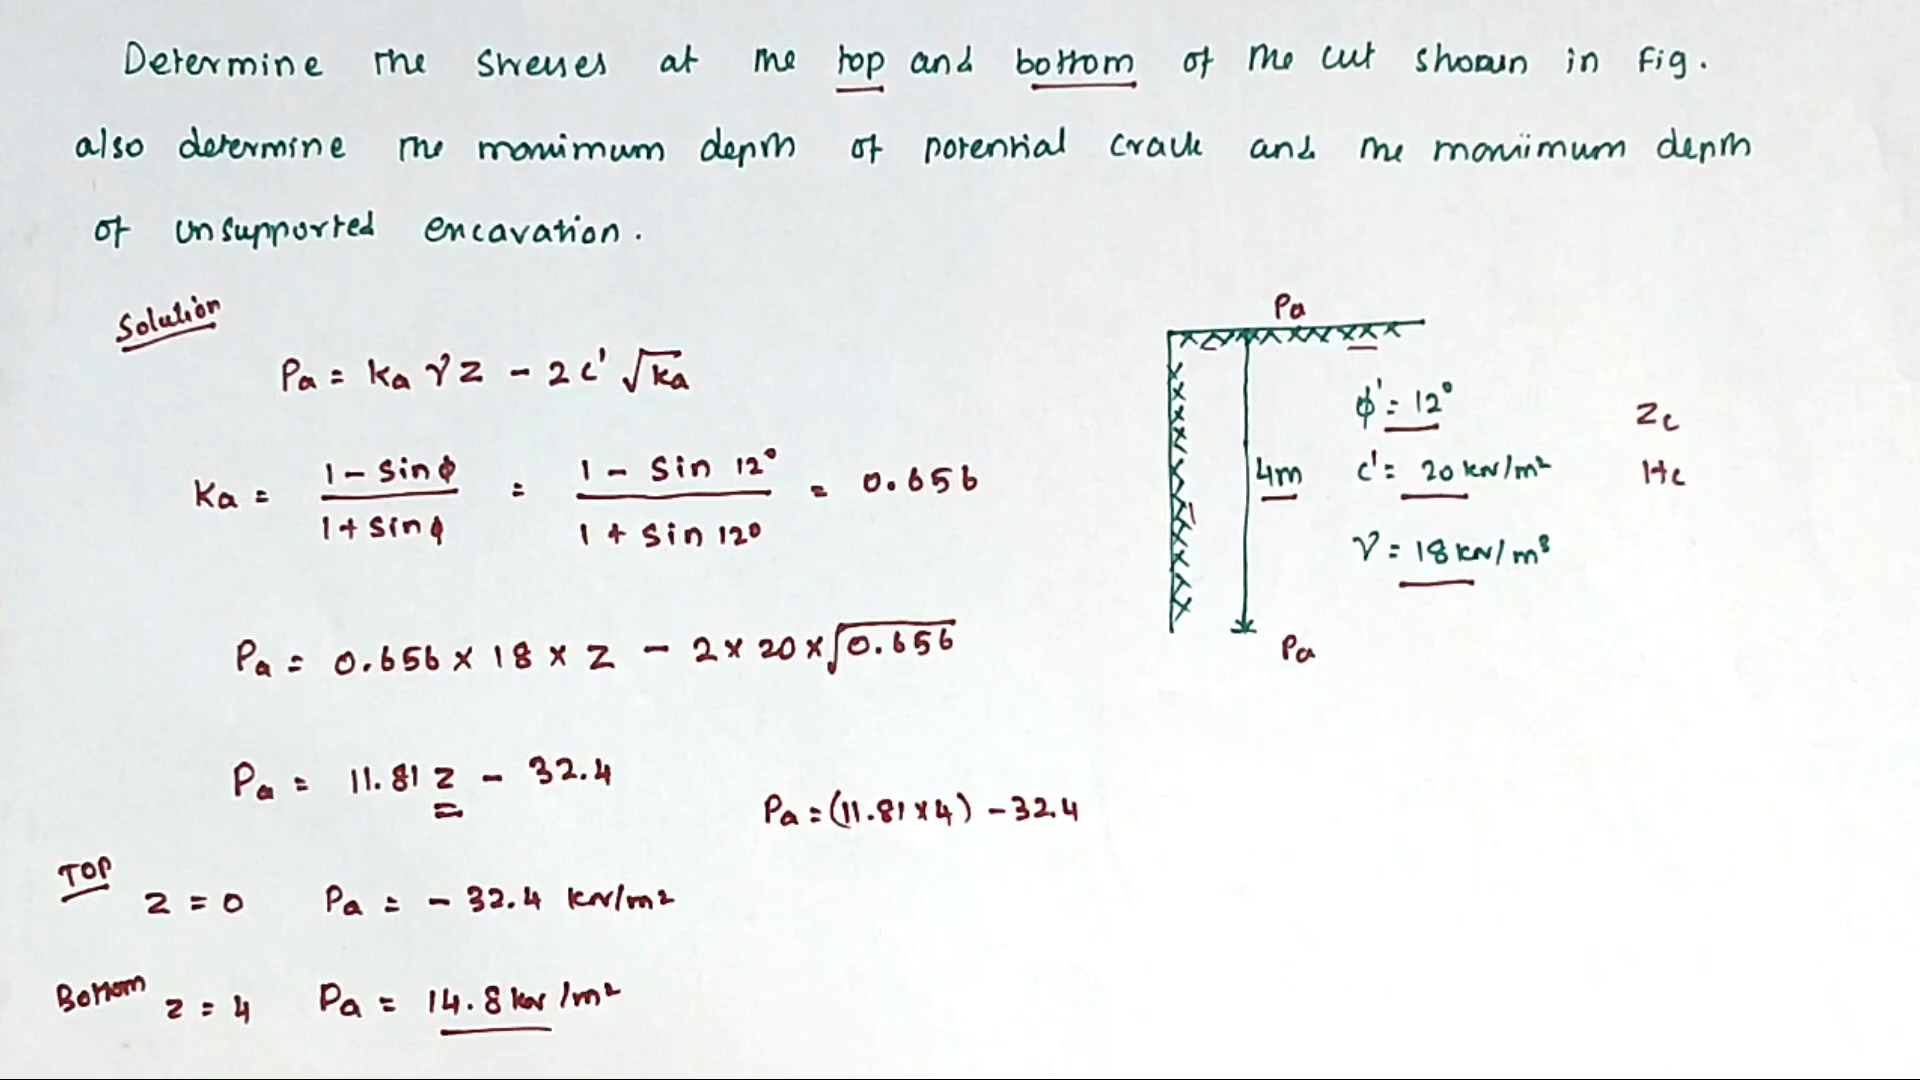 Determine the stresses at the top and bottom of the cut shown in Fig.
also determine the maximum depth of potential crack and the maximum depth
of unsupported excavation.
Solution
Pa = ka γ z - 2 c' √ka
Ka = (1 - Sin φ) / (1 + Sin φ) = (1 - Sin 12°) / (1 + Sin 12°) = 0.656
Pa = 0.656 × 18 × z - 2 × 20 × √0.656
Pa = 11.81 z - 32.4
Pa = (11.81 × 4) - 32.4
TOP z = 0 Pa = - 32.4 kN/m²
Bottom z = 4 Pa = 14.8 kN/m²
Pa
φ' = 12°
Zc
4m
c' = 20 kN/m²
Hc
γ = 18 kN/m³
Pa